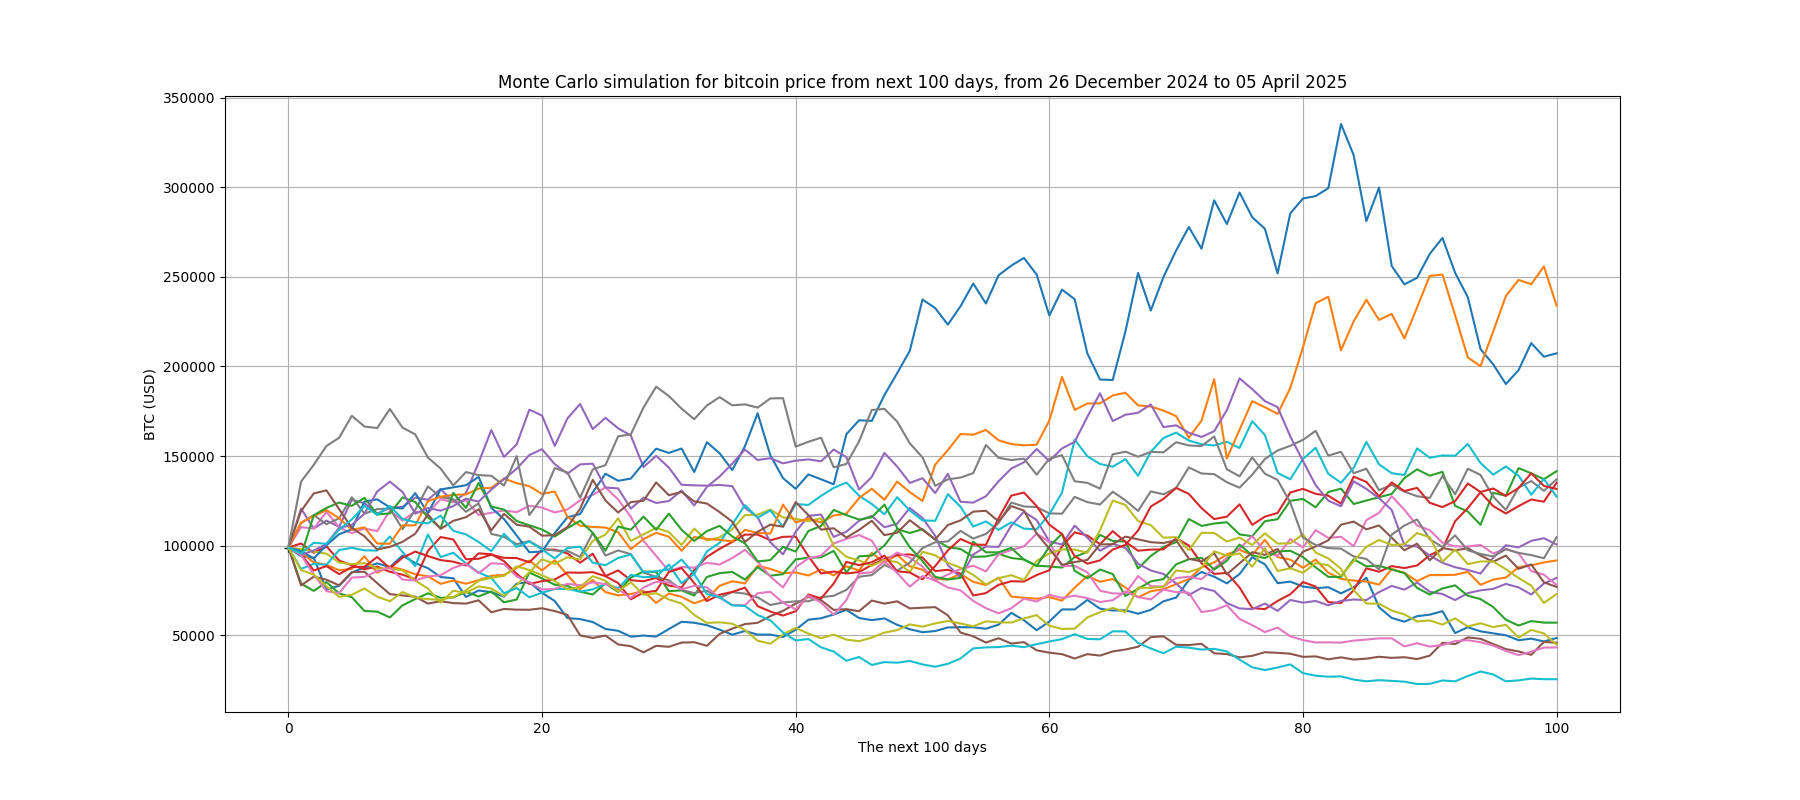 Monte Carlo simulation for bitcoin price from next 100 days, from 26 December 2024 to 05 April 2025
350000
300000
250000
200000
150000
100000
50000
BTC (USD)
0 20 40 60 80 100
The next 100 days